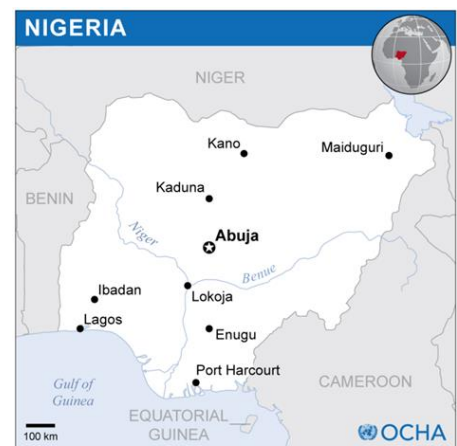 NIGERIA
NIGER
Kano
Maiduguri
Kaduna
BENIN
Niger
Abuja
Benue
Ibadan
Lokoja
Lagos
Enugu
Port Harcourt
Gulf of
Guinea
CAMEROON
EQUATORIAL
GUINEA
100 km
OCHA